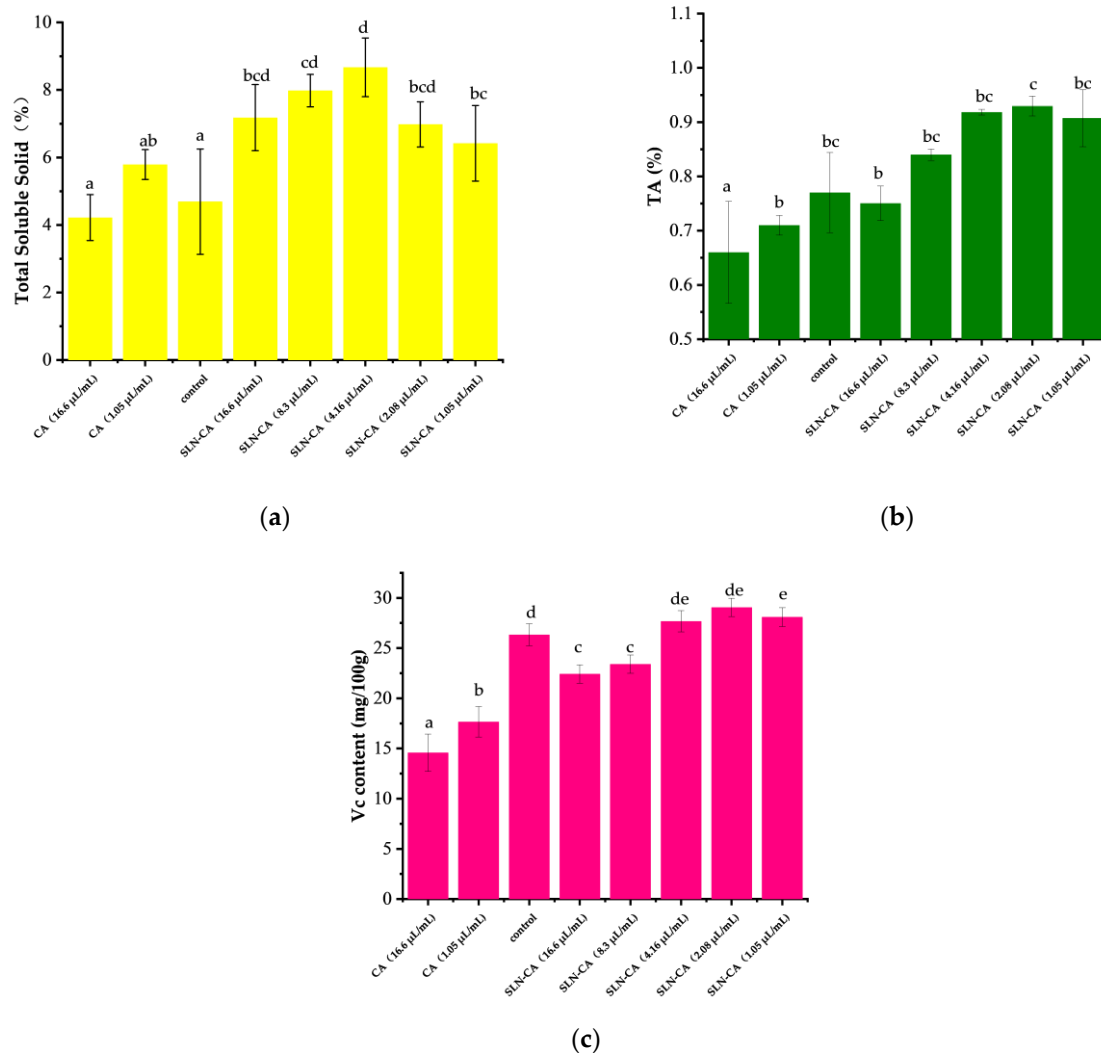 10
8
6
4
2
0
Total Soluble Solid（%）
a
ab
a
bcd
cd
d
bcd
bc
CA（16.6 μL/mL)
CA（1.05 μL/mL)
control
SLN-CA（16.6 μL/mL)
SLN-CA（8.3 μL/mL)
SLN-CA（4.16 μL/mL)
SLN-CA（2.08 μL/mL)
SLN-CA（1.05 μL/mL)
(a)
1.1
1.0
0.9
0.8
0.7
0.6
0.5
TA (%)
a
b
bc
b
bc
bc
c
bc
CA（16.6 μL/mL)
CA（1.05 μL/mL)
control
SLN-CA（16.6 μL/mL)
SLN-CA（8.3 μL/mL)
SLN-CA（4.16 μL/mL)
SLN-CA（2.08 μL/mL)
SLN-CA（1.05 μL/mL)
(b)
30
25
20
15
10
5
0
Vc content (mg/100g)
a
b
d
c
c
de
de
e
CA（16.6 μL/mL)
CA（1.05 μL/mL)
control
SLN-CA（16.6 μL/mL)
SLN-CA（8.3 μL/mL)
SLN-CA（4.16 μL/mL)
SLN-CA（2.08 μL/mL)
SLN-CA（1.05 μL/mL)
(c)